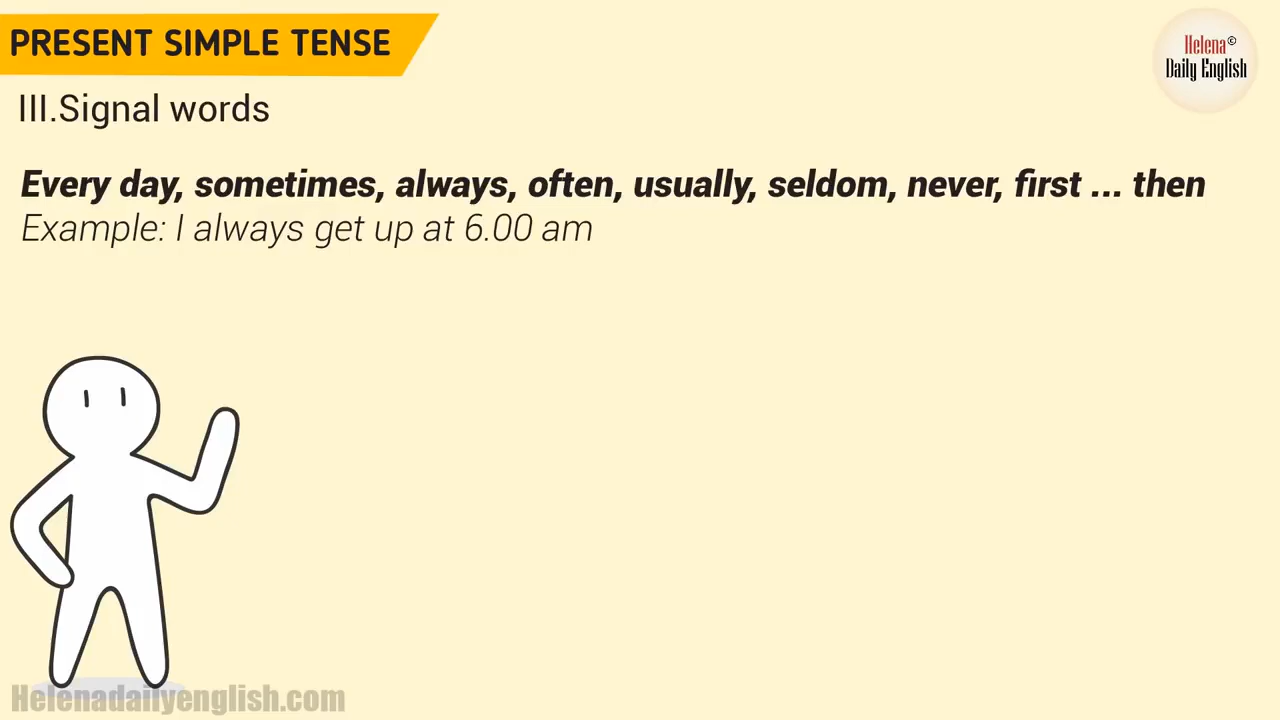 PRESENT SIMPLE TENSE
Helena©
Daily English
III.Signal words
Every day, sometimes, always, often, usually, seldom, never, first ... then
Example: I always get up at 6.00 am
Helenadailyenglish.com